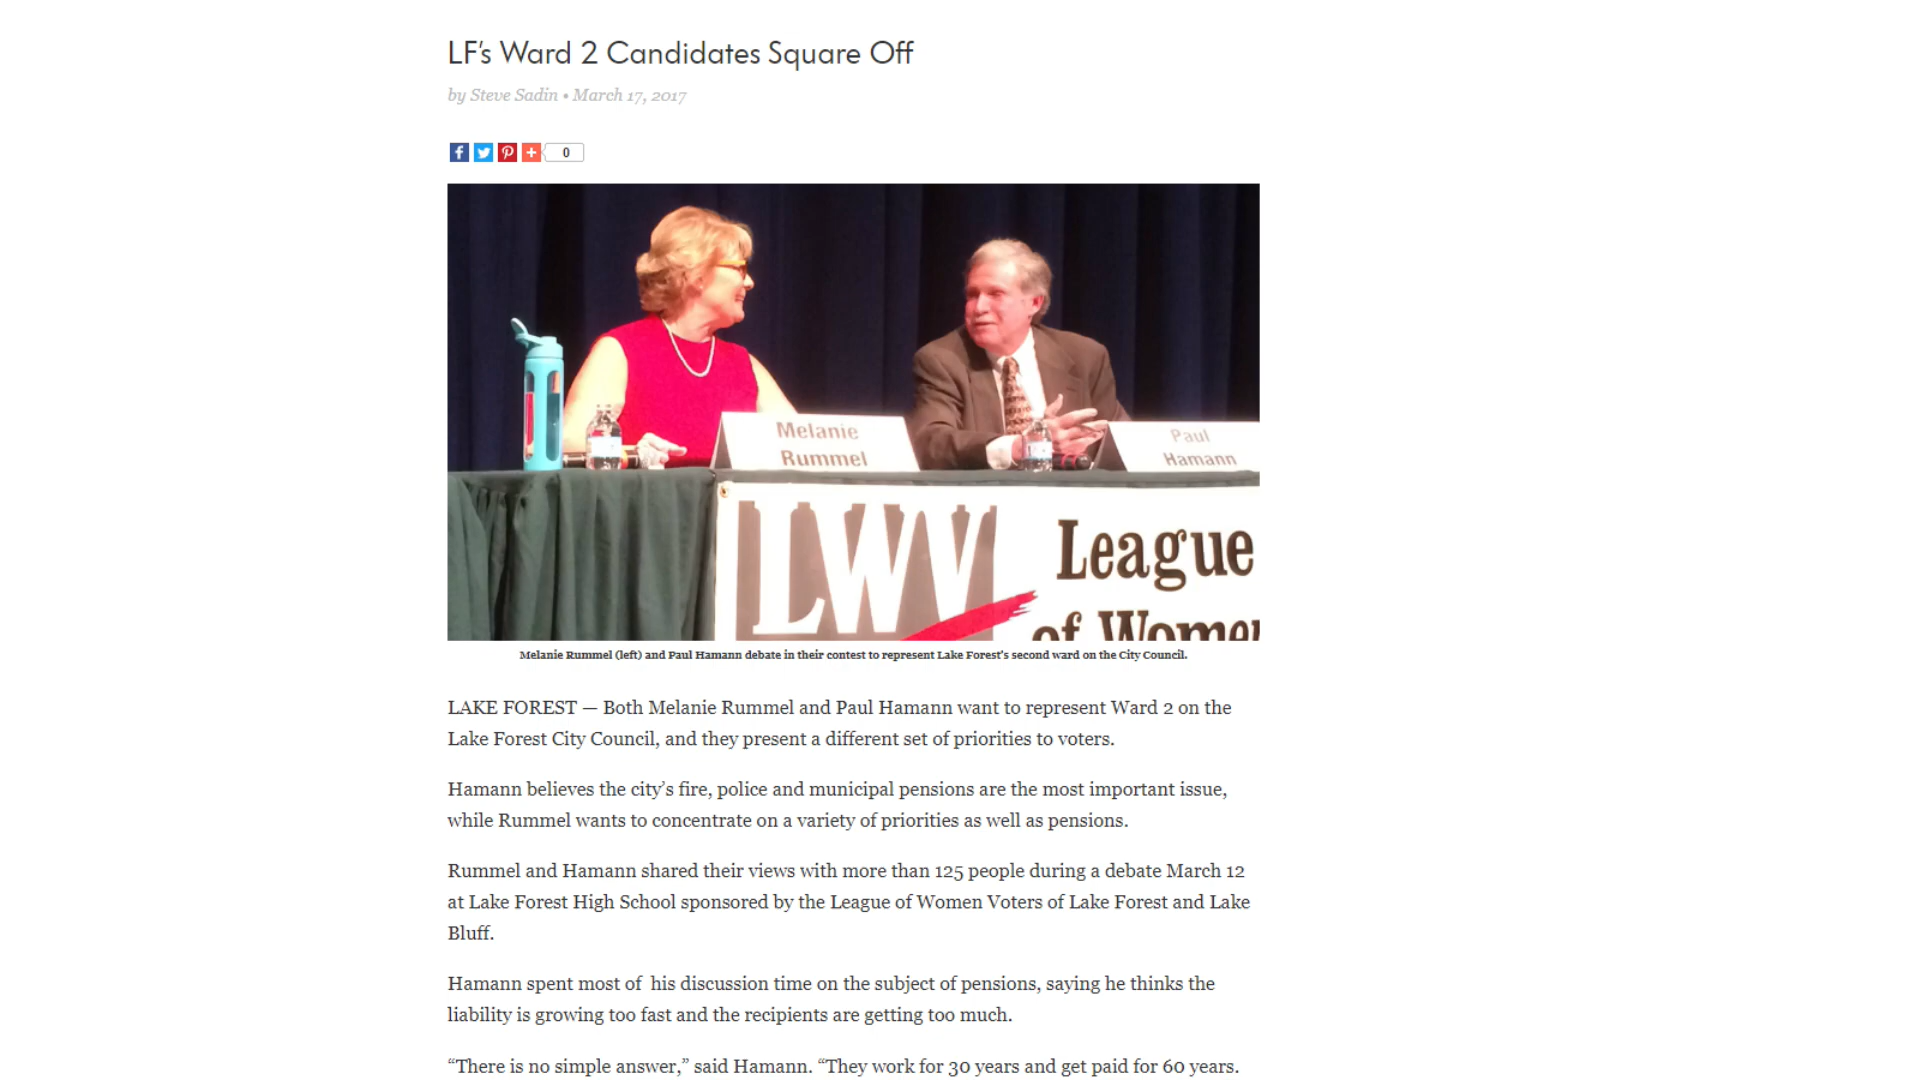 LF's Ward 2 Candidates Square Off
by Steve Sadin • March 17, 2017
0
Melanie
Rummel
Paul
Hamann
LWV
League
of Women
Melanie Rummel (left) and Paul Hamann debate in their contest to represent Lake Forest's second ward on the City Council.
LAKE FOREST — Both Melanie Rummel and Paul Hamann want to represent Ward 2 on the
Lake Forest City Council, and they present a different set of priorities to voters.
Hamann believes the city’s fire, police and municipal pensions are the most important issue,
while Rummel wants to concentrate on a variety of priorities as well as pensions.
Rummel and Hamann shared their views with more than 125 people during a debate March 12
at Lake Forest High School sponsored by the League of Women Voters of Lake Forest and Lake
Bluff.
Hamann spent most of  his discussion time on the subject of pensions, saying he thinks the
liability is growing too fast and the recipients are getting too much.
“There is no simple answer,” said Hamann. “They work for 30 years and get paid for 60 years.